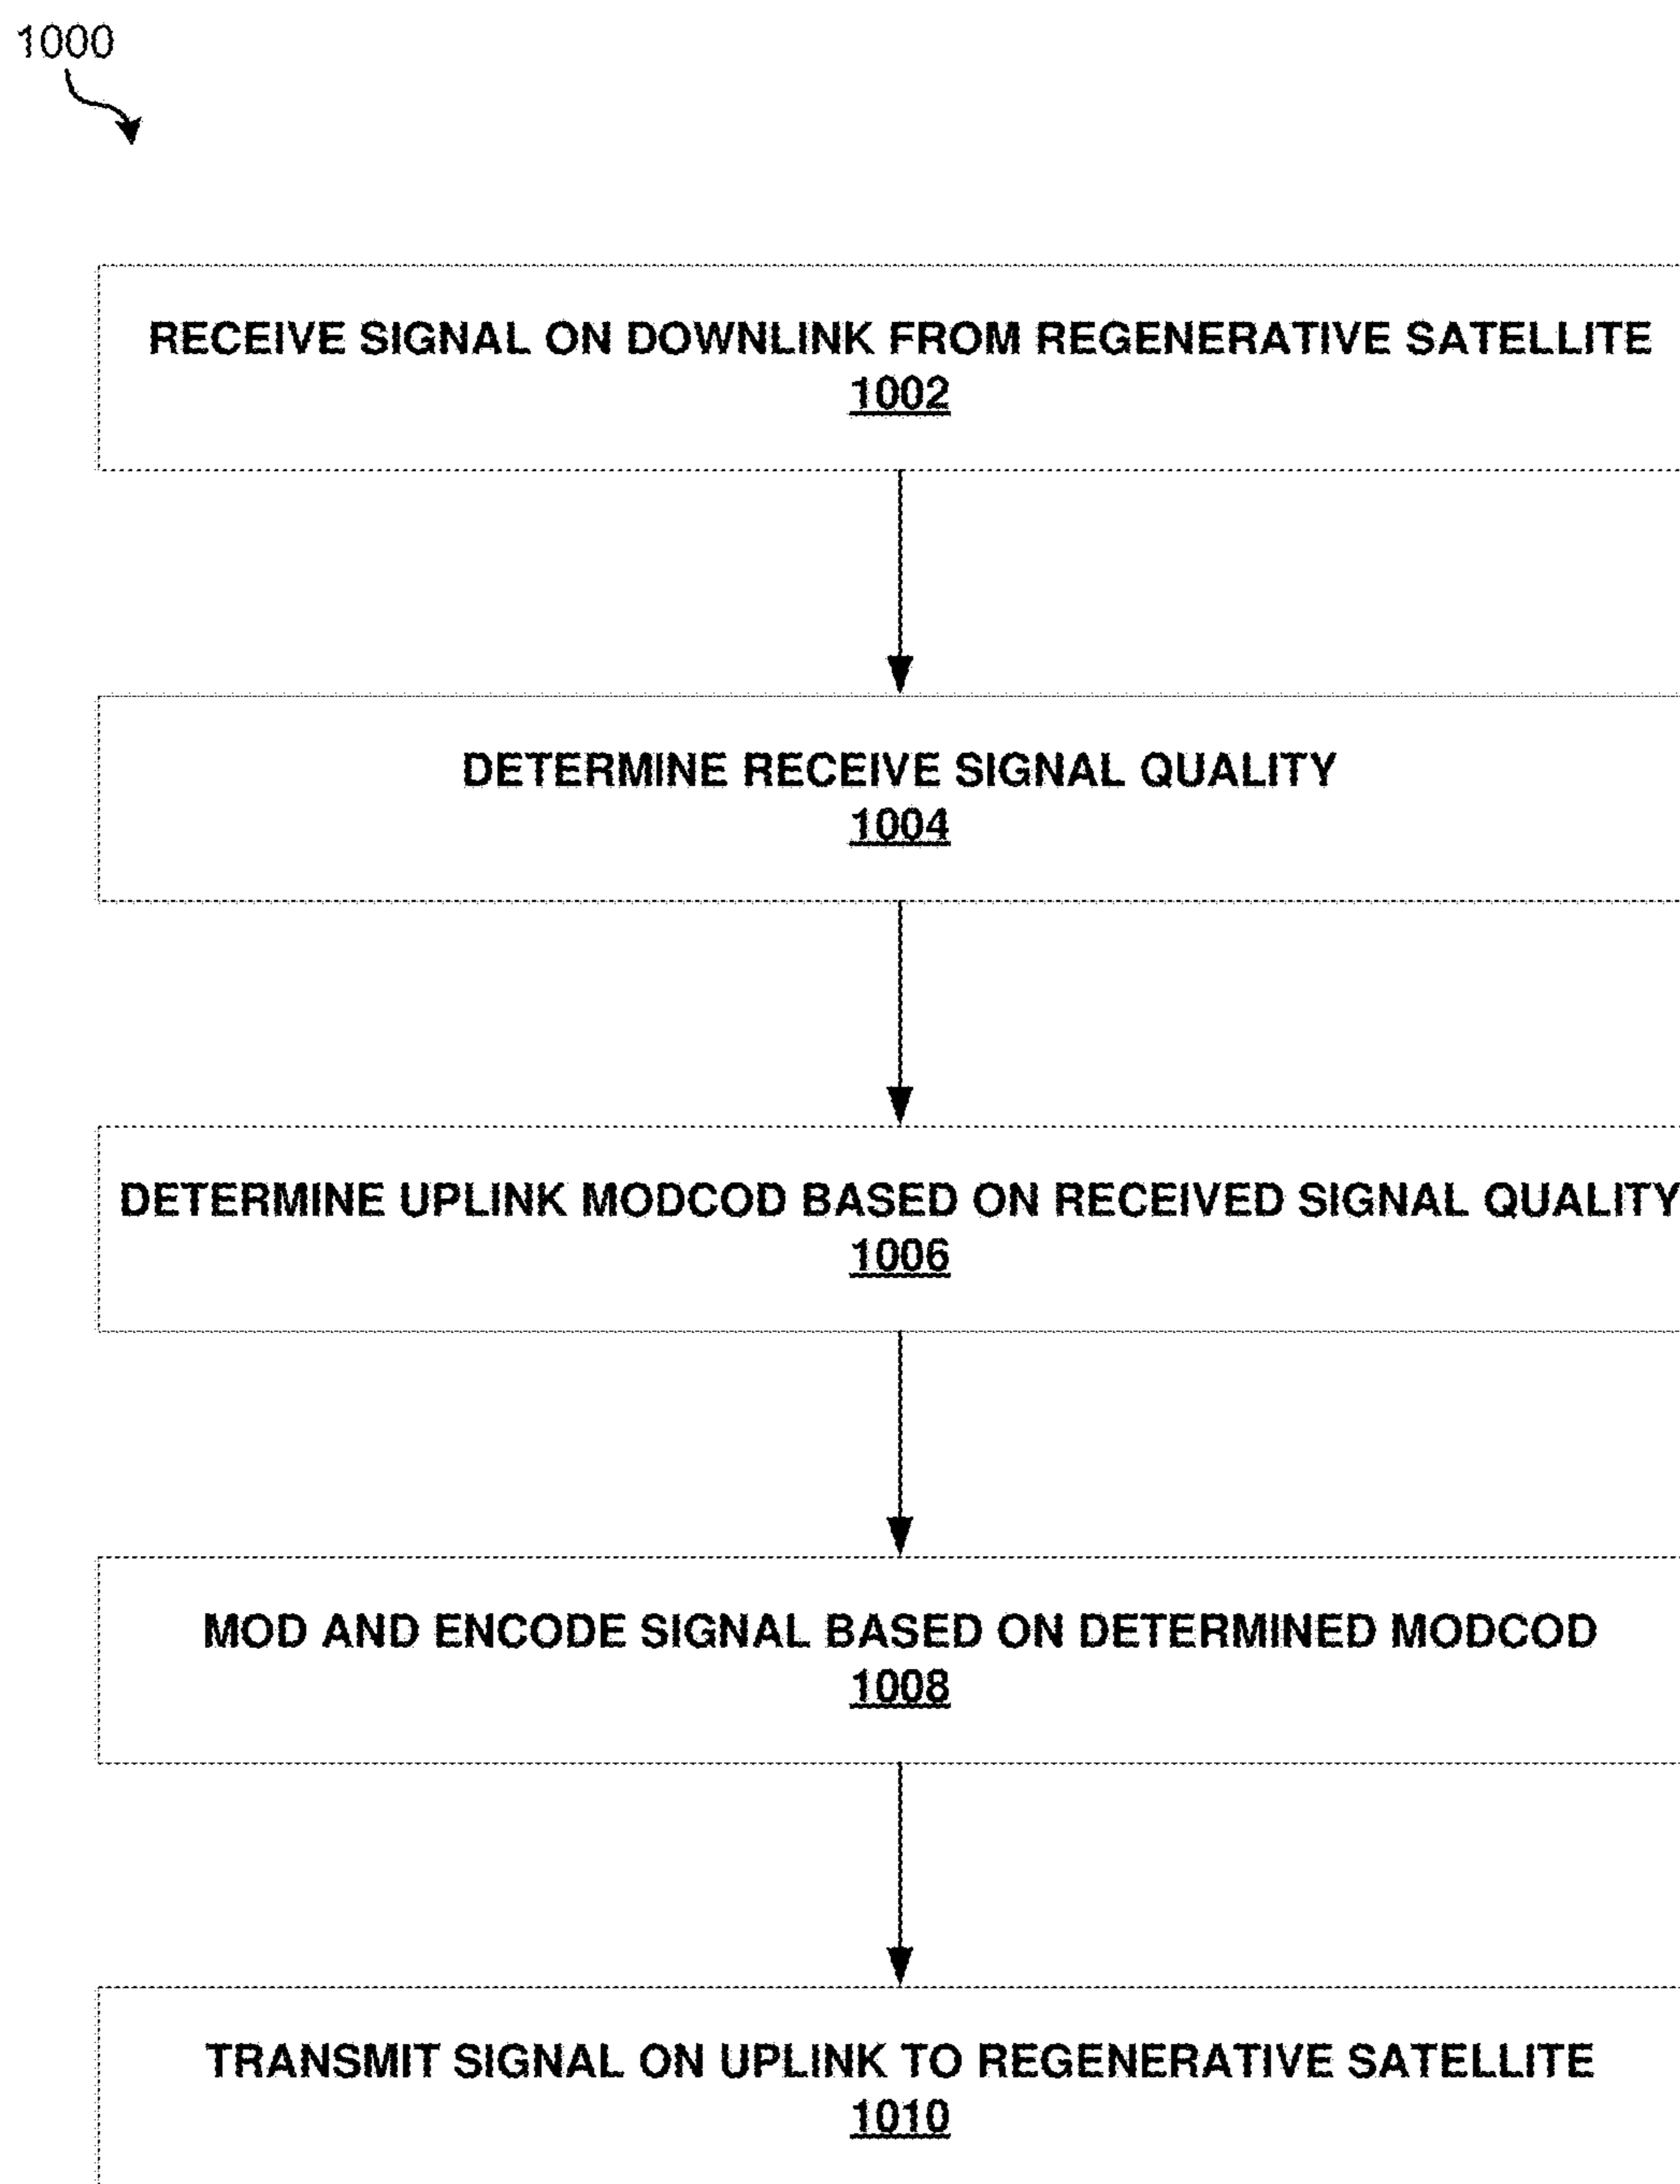 1000
RECEIVE SIGNAL ON DOWNLINK FROM REGENERATIVE SATELLITE
1002
DETERMINE RECEIVE SIGNAL QUALITY
1004
DETERMINE UPLINK MODCOD BASED ON RECEIVED SIGNAL QUALITY
1006
MOD AND ENCODE SIGNAL BASED ON DETERMINED MODCOD
1008
TRANSMIT SIGNAL ON UPLINK TO REGENERATIVE SATELLITE
1010